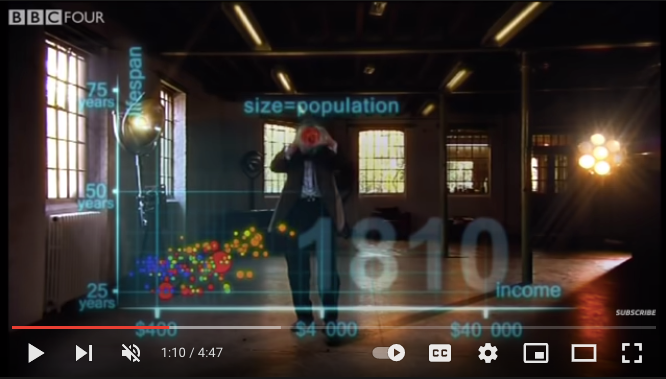 BBC FOUR
lifespan
75
years
size=population
50
years
1810
25
years
income
SUBSCRIBE
$400
$4 000
$40 000
1:10 / 4:47
CC